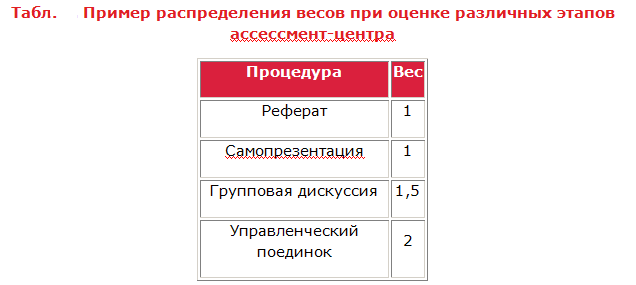 Табл. Пример распределения весов при оценке различных этапов
ассессмент-центра
Процедура Вес
Реферат 1
Самопрезентация 1
Групповая дискуссия 1,5
Управленческий
поединок 2